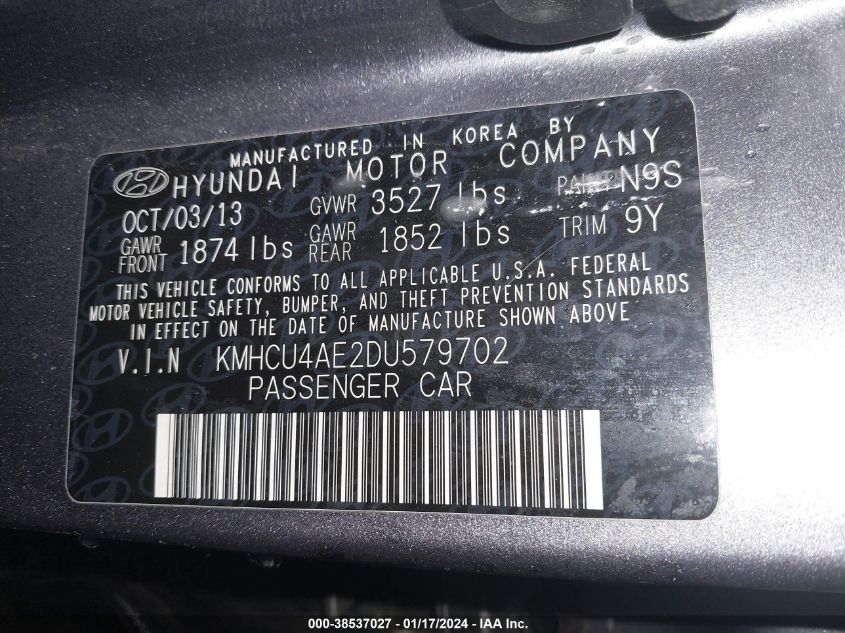 MANUFACTURED IN KOREA BY
HYUNDAI MOTOR COMPANY
OCT/03/13 GVWR 3527 lbs PAINT N9S
GAWR FRONT 1874 lbs GAWR REAR 1852 lbs TRIM 9Y
THIS VEHICLE CONFORMS TO ALL APPLICABLE U.S.A. FEDERAL
MOTOR VEHICLE SAFETY, BUMPER, AND THEFT PREVENTION STANDARDS
IN EFFECT ON THE DATE OF MANUFACTURE SHOWN ABOVE
V.I.N KMHCU4AE2DU579702
PASSENGER CAR
000-38537027 - 01/17/2024 - IAA Inc.